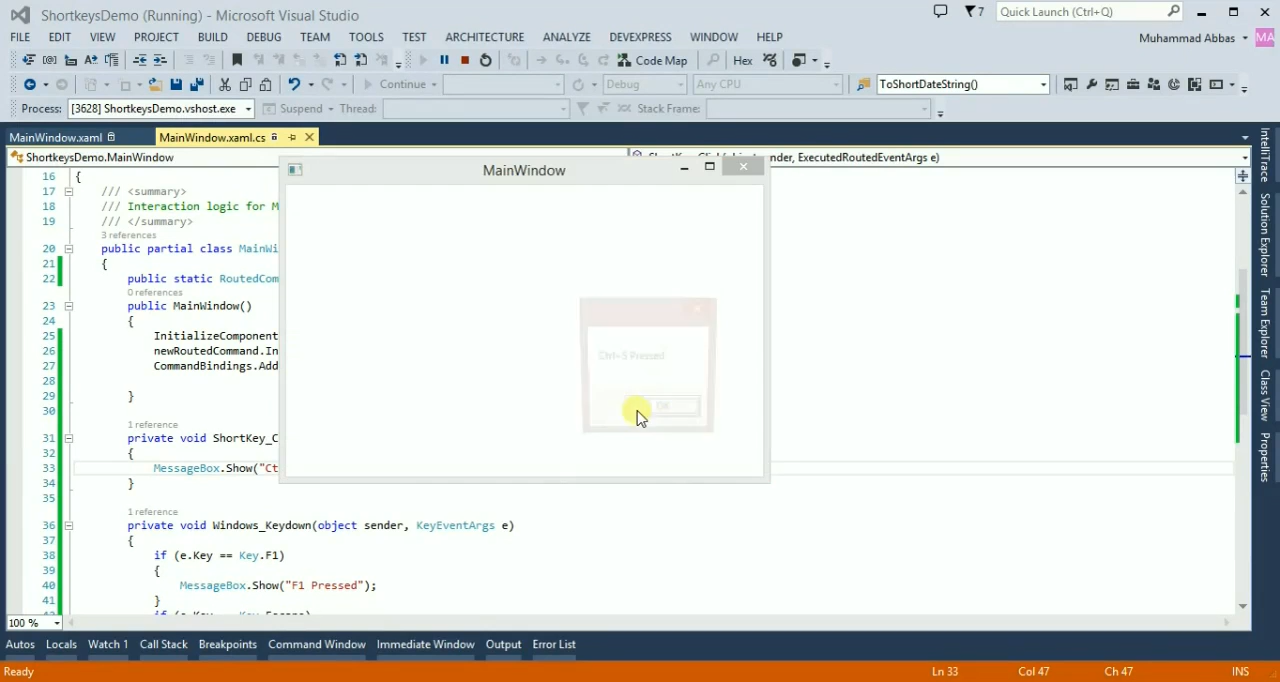 ShortkeysDemo (Running) - Microsoft Visual Studio
7
Quick Launch (Ctrl+Q)
FILE EDIT VIEW PROJECT BUILD DEBUG TEAM TOOLS TEST ARCHITECTURE ANALYZE DEVEXPRESS WINDOW HELP
Muhammad Abbas
MA
Code Map
Hex
Continue
Debug
Any CPU
ToShortDateString()
Process: [3628] ShortkeysDemo.vshost.exe
Suspend
Thread:
Stack Frame:
MainWindow.xaml
MainWindow.xaml.cs
ShortkeysDemo.MainWindow
sender, ExecutedRoutedEventArgs e)
MainWindow
16 {
17 /// <summary>
18 /// Interaction logic for M
19 /// </summary>
3 references
20 public partial class MainWi
21 {
22 public static RoutedCom
0 references
23 public MainWindow()
24 {
25 InitializeComponent
26 newRoutedCommand.In
27 CommandBindings.Add
28
29 }
30
1 reference
31 private void ShortKey_C
32 {
33 MessageBox.Show("Ct
34 }
35
1 reference
36 private void Windows_Keydown(object sender, KeyEventArgs e)
37 {
38 if (e.Key == Key.F1)
39 {
40 MessageBox.Show("F1 Pressed");
41 }
Ctrl+S Pressed
OK
IntelliTrace
Solution Explorer
Team Explorer
Class View
Properties
100 %
Autos Locals Watch 1 Call Stack Breakpoints Command Window Immediate Window Output Error List
Ready
Ln 33
Col 47
Ch 47
INS